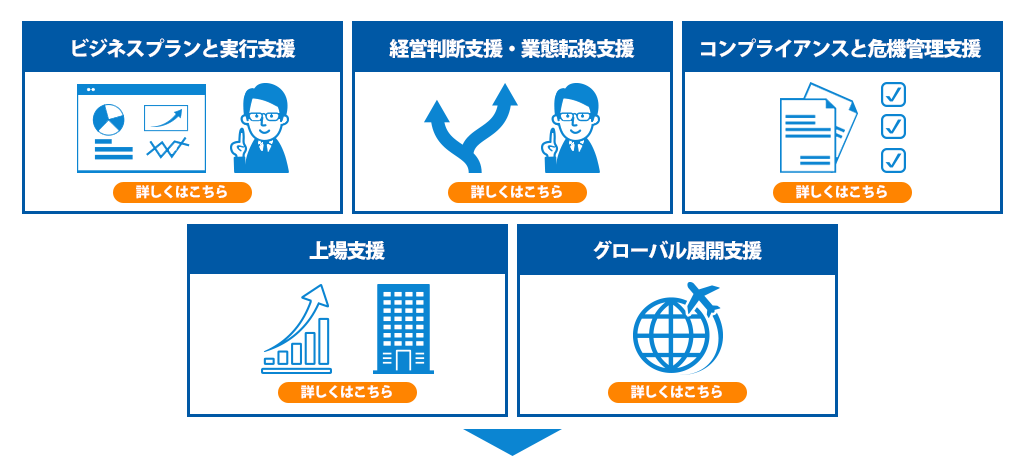 ビジネスプランと実行支援
詳しくはこちら
経営判断支援・業態転換支援
詳しくはこちら
コンプライアンスと危機管理支援
詳しくはこちら
上場支援
詳しくはこちら
グローバル展開支援
詳しくはこちら